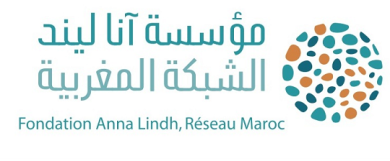 مؤسسة آنا ليند
الشبكة المغربية
Fondation Anna Lindh, Réseau Maroc